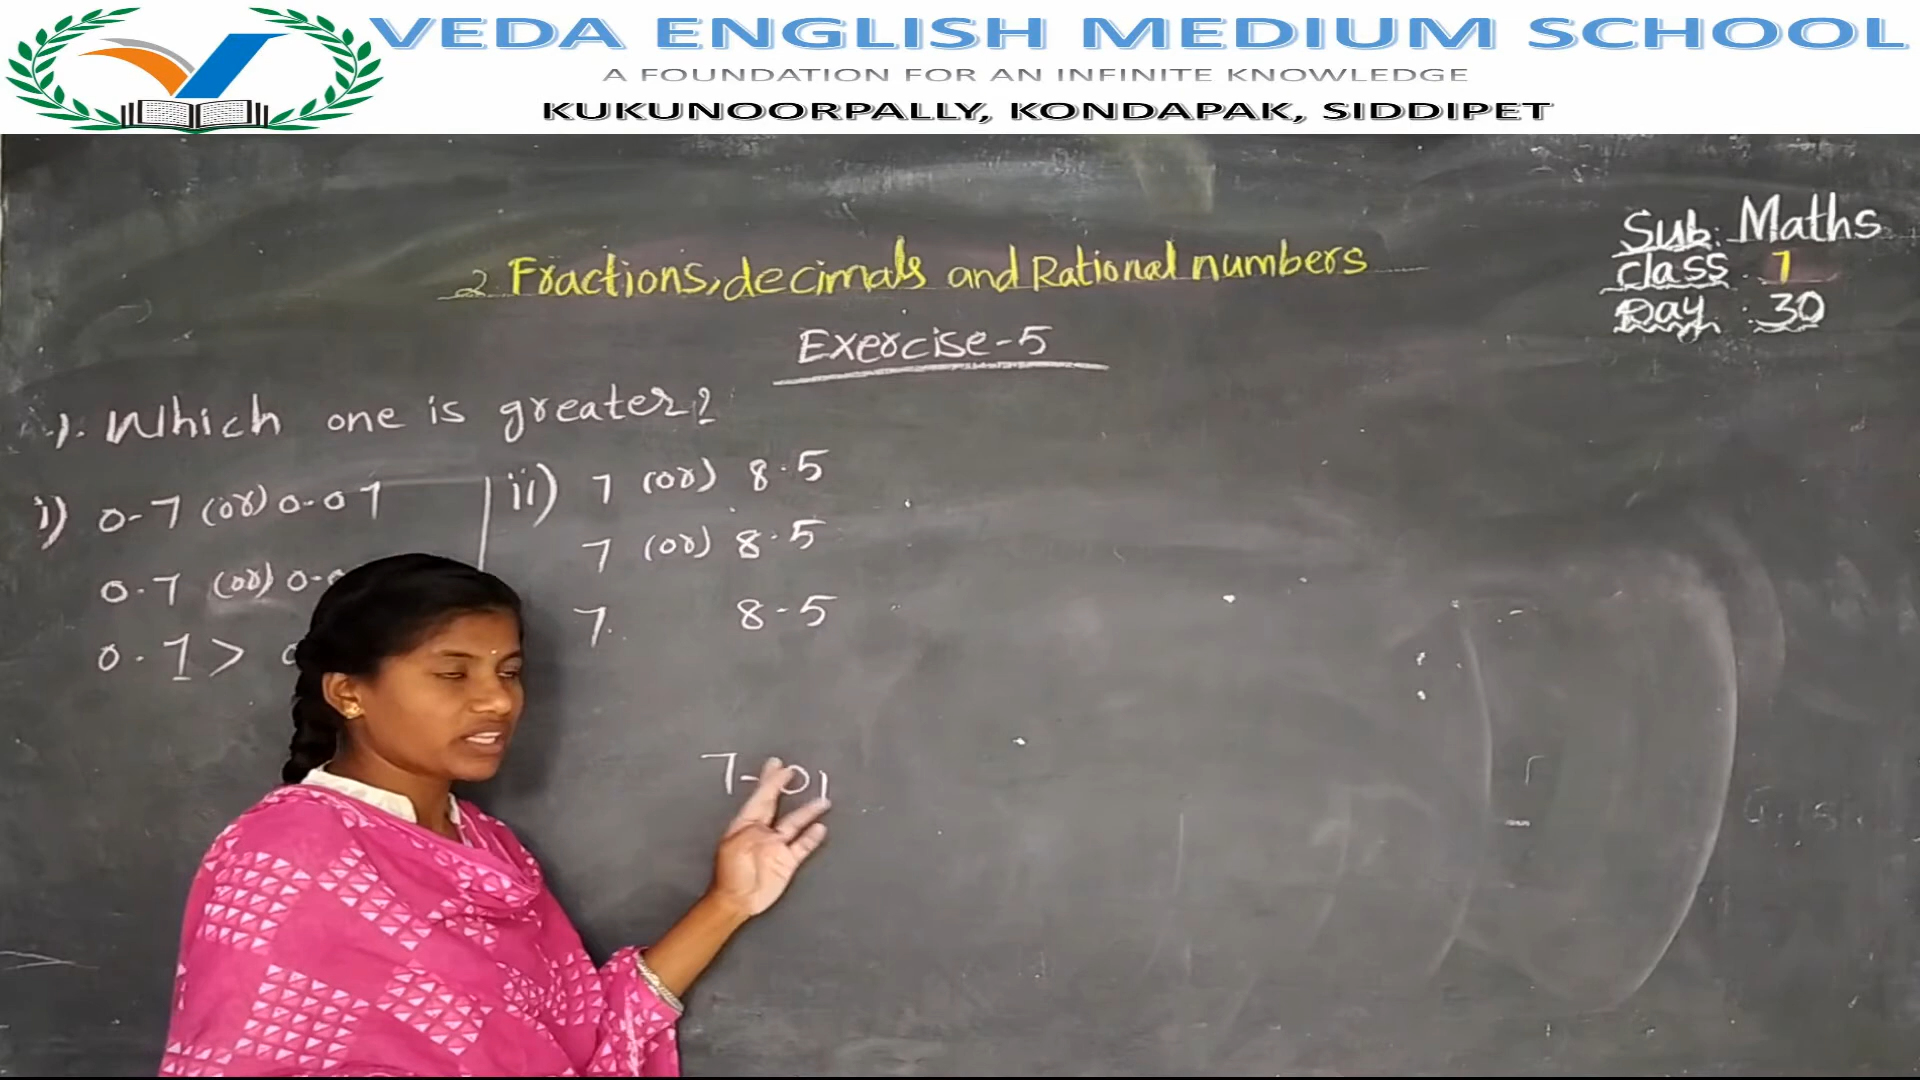 VEDA ENGLISH MEDIUM SCHOOL
A FOUNDATION FOR AN INFINITE KNOWLEDGE
KUKUNOORPALLY, KONDAPAK, SIDDIPET
Sub: Maths
Class : 7
Day : 30
2. Fractions, decimals and Rational numbers
Exercise-5
1. Which one is greater?
i) 0.7 (or) 0.07
0.7 (or) 0.
0.7 >
ii) 7 (or) 8.5
7 (or) 8.5
7. 8.5
7.01